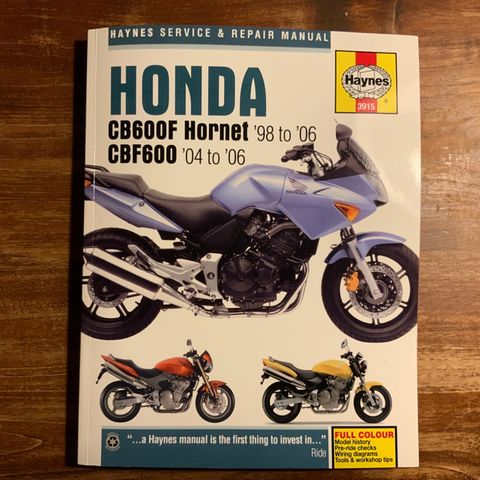 HAYNES SERVICE & REPAIR MANUAL
Haynes
3915
®
HONDA
CB600F Hornet '98 to '06
CBF600 '04 to '06
HONDA
"...a Haynes manual is the first thing to invest in..."
Ride
FULL COLOUR
Model history
Pre-ride checks
Wiring diagrams
Tools & workshop tips